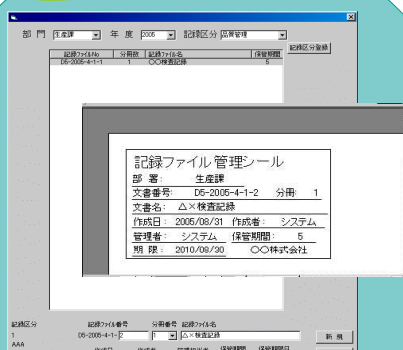 部 門 生産課 年 度 2005 記録区分 品質管理
記録区分登録
記録ファイルNo 分冊数 記録ファイル名 保管期間
D5-2005-4-1-1 1 〇〇検査記録 5
記録ファイル管理シール
部 署: 生産課
文書番号: D5-2005-4-1-2 分冊: 1
文書名: △×検査記録
作成日: 2005/08/31 作成者: システム
管理者: システム 保管期間: 5
期 限: 2010/08/30 〇〇株式会社
記録区分 記録ファイル番号 分冊番号 記録ファイル名
1 D5-2005-4-1- 2 1 △×検査記録 新 規
AAA